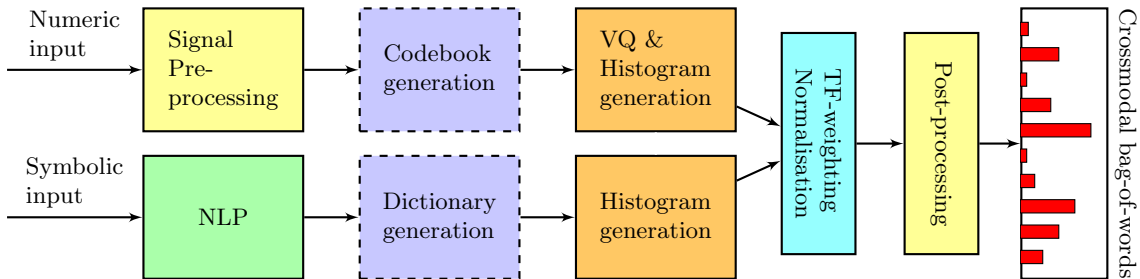 Numeric
input
Signal
Pre-
processing
Codebook
generation
VQ &
Histogram
generation
Symbolic
input
NLP
Dictionary
generation
Histogram
generation
TF-weighting
Normalisation
Post-processing
Crossmodal bag-of-words